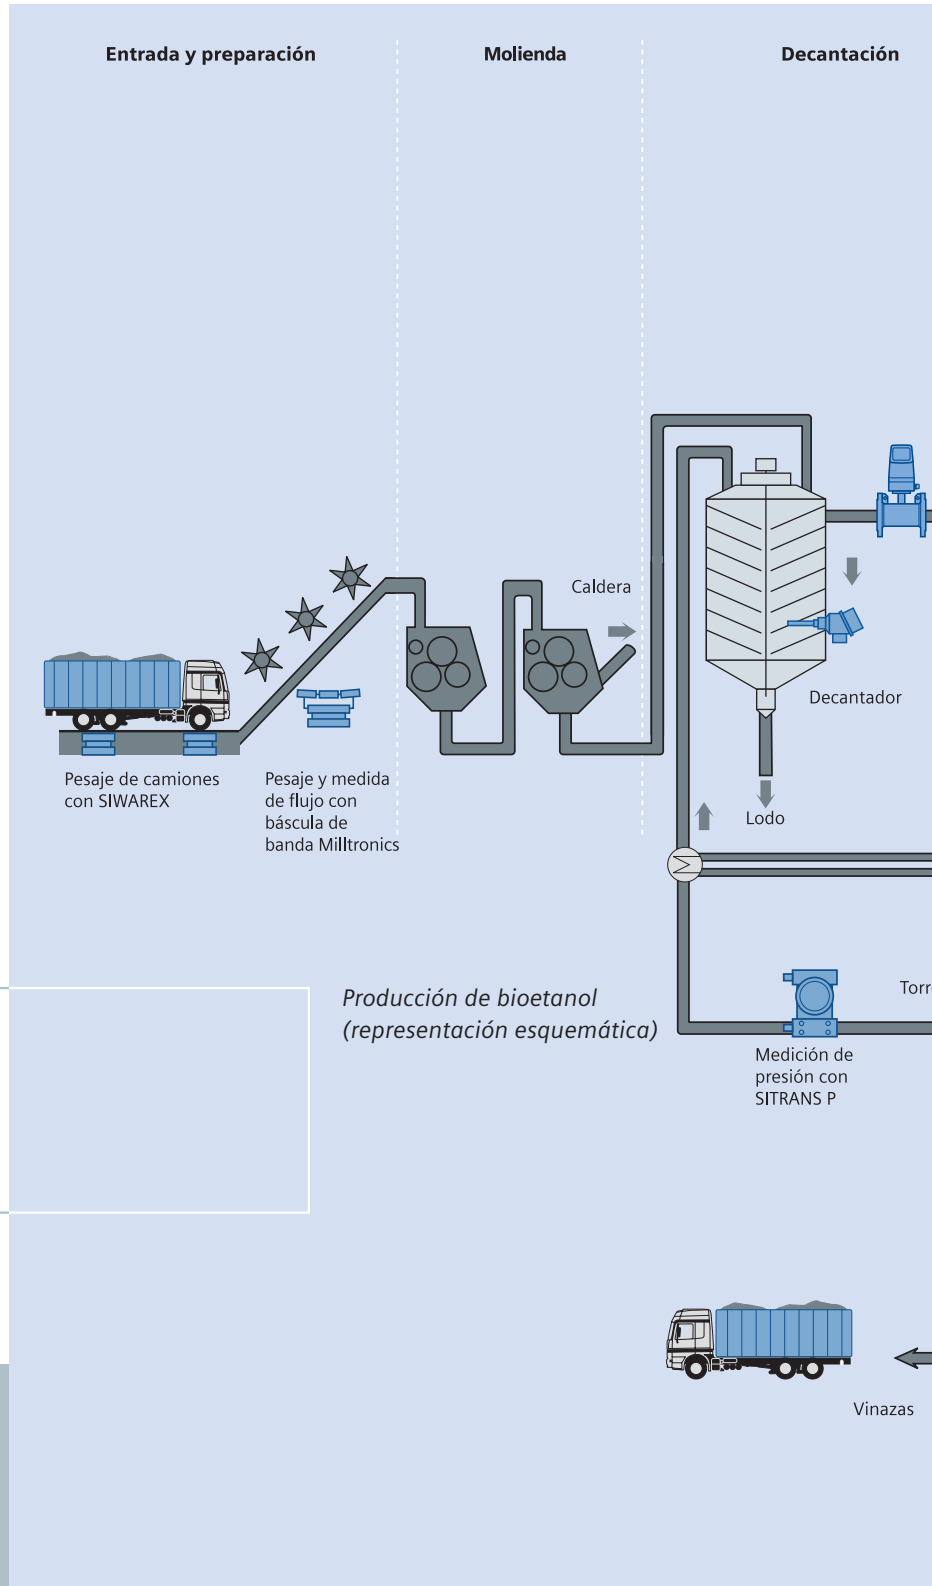 Entrada y preparación
Molienda
Decantación
Caldera
Decantador
Pesaje de camiones
con SIWAREX
Pesaje y medida
de flujo con
báscula de
banda Milltronics
Lodo
Producción de bioetanol
(representación esquemática)
Torre
Medición de
presión con
SITRANS P
Vinazas